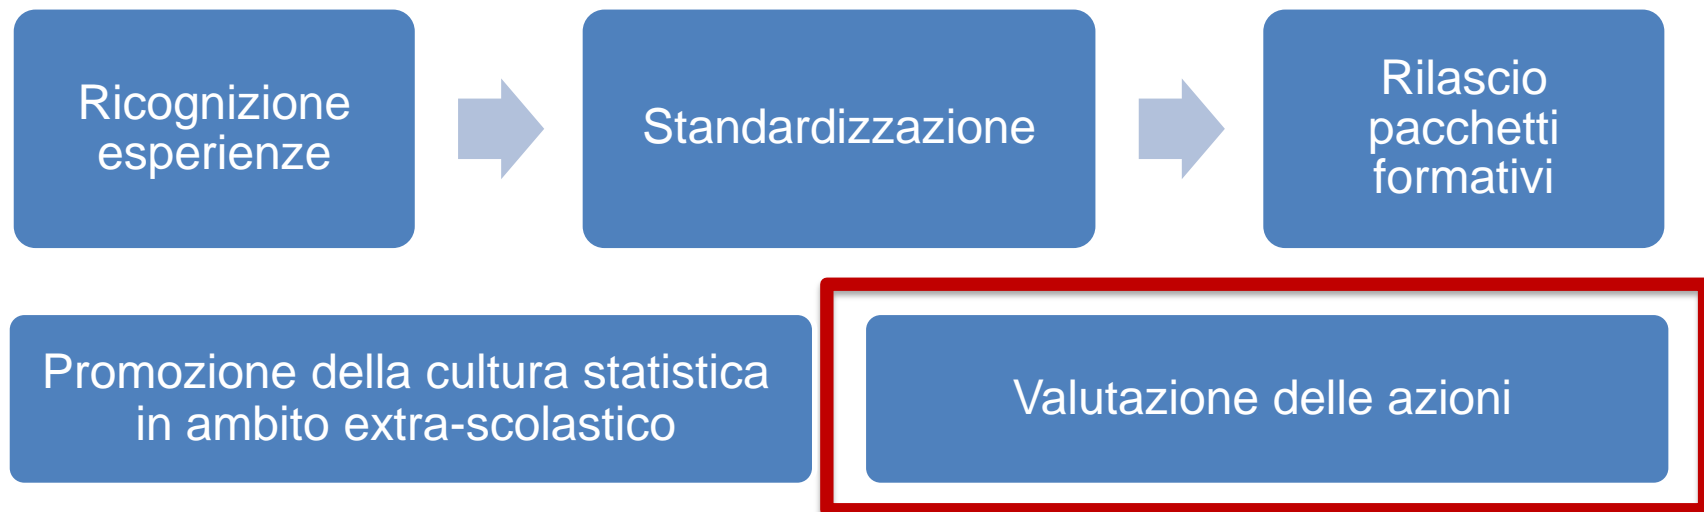 Ricognizione
esperienze
Standardizzazione
Rilascio
pacchetti
formativi
Promozione della cultura statistica
in ambito extra-scolastico
Valutazione delle azioni